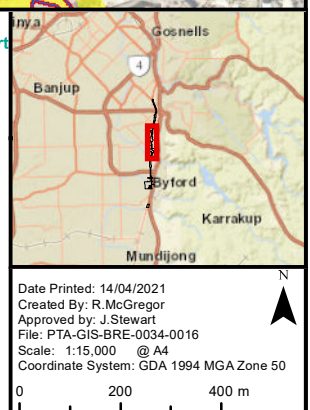 inya
Gosnells
rt
4
Banjup
Byford
Karrakup
Mundijong
N
Date Printed: 14/04/2021
Created By: R.McGregor
Approved by: J.Stewart
File: PTA-GIS-BRE-0034-0016
Scale: 1:15,000 @ A4
Coordinate System: GDA 1994 MGA Zone 50
0 200 400 m